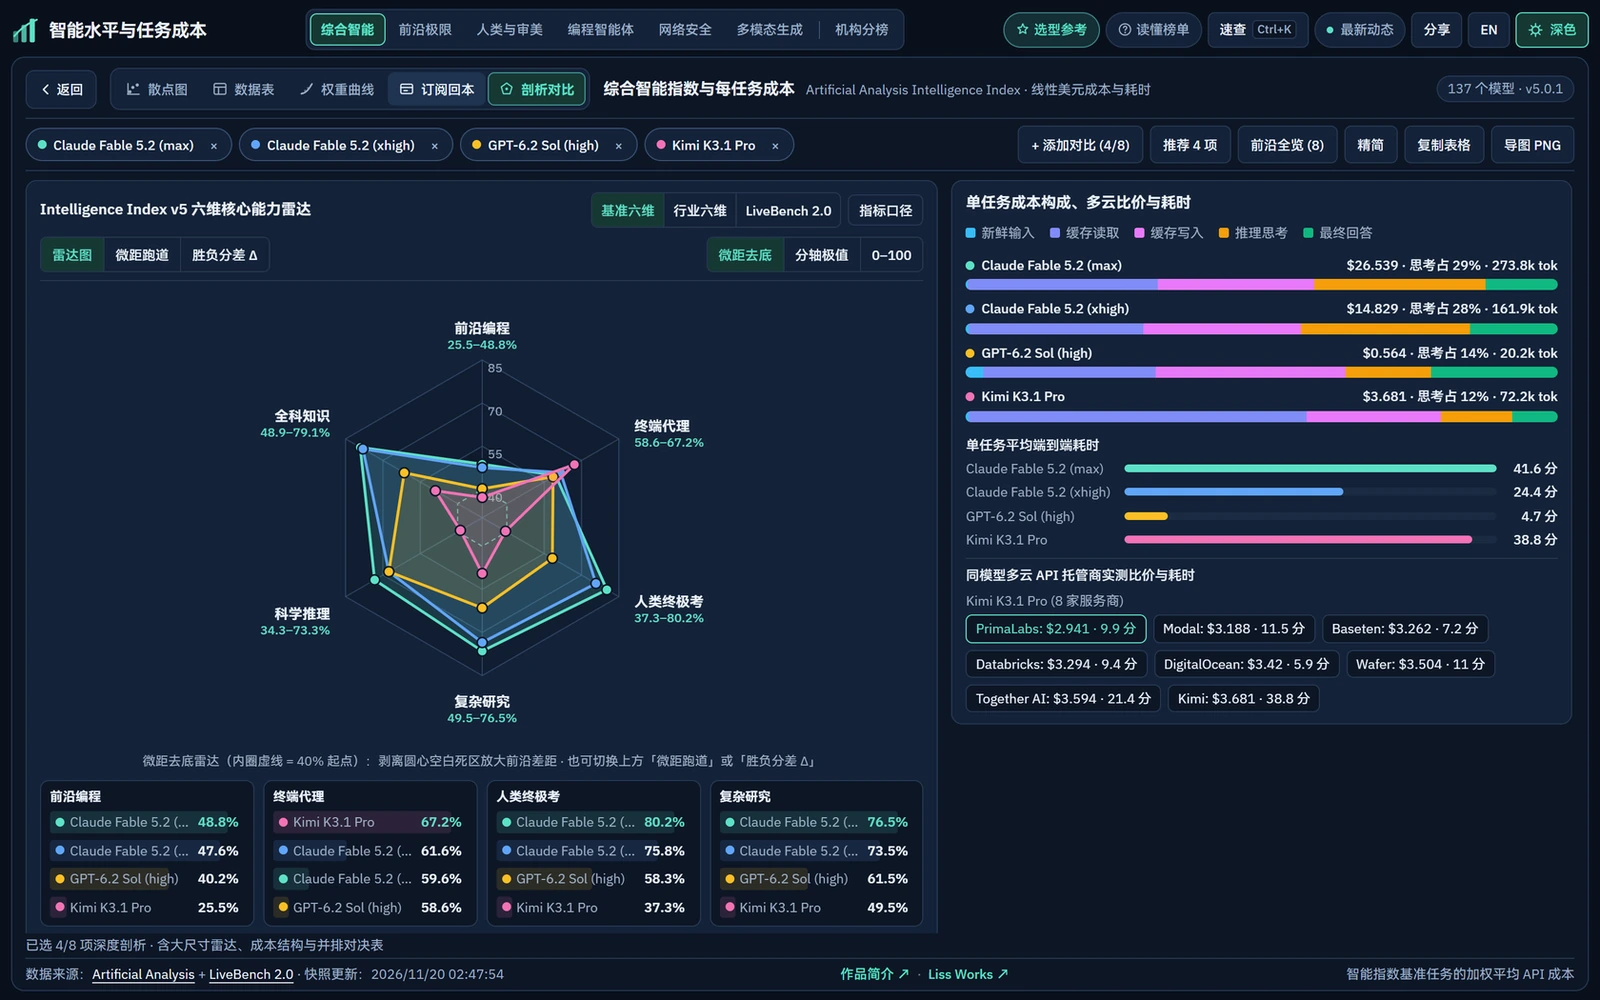 智能水平与任务成本
综合智能 前沿极限 人类与审美 编程智能体 网络安全 多模态生成 机构分榜
选型参考 读懂榜单 速查 Ctrl+K 最新动态 分享 EN 深色
返回 散点图 数据表 权重曲线 订阅回本 剖析对比 综合智能指数与每任务成本 Artificial Analysis Intelligence Index · 线性美元成本与耗时 137 个模型 · v5.0.1
Claude Fable 5.2 (max) × Claude Fable 5.2 (xhigh) × GPT-6.2 Sol (high) × Kimi K3.1 Pro ×
+ 添加对比 (4/8) 推荐 4 项 前沿全览 (8) 精简 复制表格 导图 PNG
Intelligence Index v5 六维核心能力雷达
基准六维 行业六维 LiveBench 2.0 指标口径
雷达图 微距跑道 胜负分差 Δ
微距去底 分轴极值 0–100
前沿编程
25.5–48.8%
85
70
55
40
全科知识
48.9–79.1%
终端代理
58.6–67.2%
科学推理
34.3–73.3%
人类终极考
37.3–80.2%
复杂研究
49.5–76.5%
微距去底雷达（内圈虚线 = 40% 起点）：剥离圆心空白死区放大前沿差距 · 也可切换上方「微距跑道」或「胜负分差 Δ」
前沿编程
Claude Fable 5.2 (... 48.8%
Claude Fable 5.2 (... 47.6%
GPT-6.2 Sol (high) 40.2%
Kimi K3.1 Pro 25.5%
终端代理
Kimi K3.1 Pro 67.2%
Claude Fable 5.2 (... 61.6%
Claude Fable 5.2 (... 59.6%
GPT-6.2 Sol (high) 58.6%
人类终极考
Claude Fable 5.2 (... 80.2%
Claude Fable 5.2 (... 75.8%
GPT-6.2 Sol (high) 58.3%
Kimi K3.1 Pro 37.3%
复杂研究
Claude Fable 5.2 (... 76.5%
Claude Fable 5.2 (... 73.5%
GPT-6.2 Sol (high) 61.5%
Kimi K3.1 Pro 49.5%
单任务成本构成、多云比价与耗时
新鲜输入 缓存读取 缓存写入 推理思考 最终回答
Claude Fable 5.2 (max) $26.539 · 思考占 29% · 273.8k tok
Claude Fable 5.2 (xhigh) $14.829 · 思考占 28% · 161.9k tok
GPT-6.2 Sol (high) $0.564 · 思考占 14% · 20.2k tok
Kimi K3.1 Pro $3.681 · 思考占 12% · 72.2k tok
单任务平均端到端耗时
Claude Fable 5.2 (max) 41.6 分
Claude Fable 5.2 (xhigh) 24.4 分
GPT-6.2 Sol (high) 4.7 分
Kimi K3.1 Pro 38.8 分
同模型多云 API 托管商实测比价与耗时
Kimi K3.1 Pro (8 家服务商)
PrimaLabs: $2.941 · 9.9 分 Modal: $3.188 · 11.5 分 Baseten: $3.262 · 7.2 分
Databricks: $3.294 · 9.4 分 DigitalOcean: $3.42 · 5.9 分 Wafer: $3.504 · 11 分
Together AI: $3.594 · 21.4 分 Kimi: $3.681 · 38.8 分
已选 4/8 项深度剖析 · 含大尺寸雷达、成本结构与并排对决表
数据来源： Artificial Analysis + LiveBench 2.0 · 快照更新： 2026/11/20 02:47:54
作品简介 ↗ · Liss Works ↗
智能指数基准任务的加权平均 API 成本